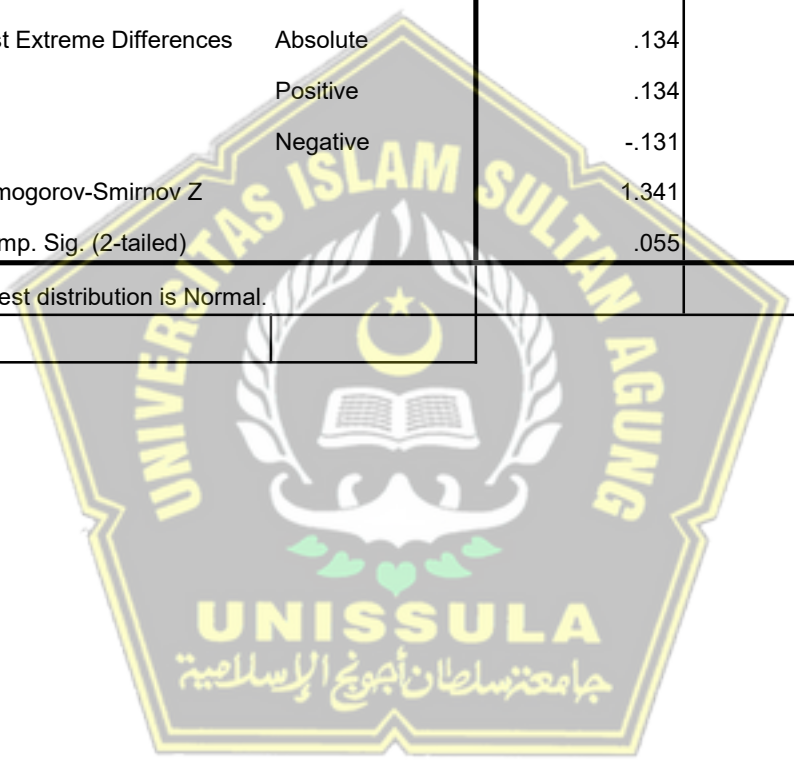 st Extreme Differences Absolute .134
Positive .134
Negative -.131
mogorov-Smirnov Z 1.341
mp. Sig. (2-tailed) .055
est distribution is Normal.
UNIVERSITAS ISLAM SULTAN AGUNG
UNISSULA
جامعة سلطان أجونج الإسلامية